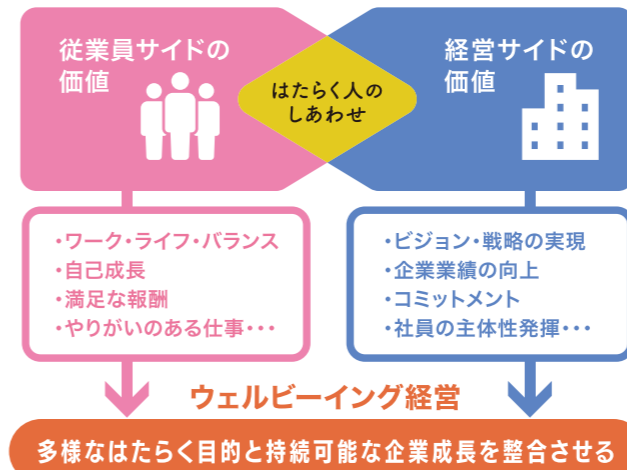 従業員サイドの
価値
はたらく人の
しあわせ
経営サイドの
価値
・ワーク・ライフ・バランス
・自己成長
・満足な報酬
・やりがいのある仕事・・・
・ビジョン・戦略の実現
・企業業績の向上
・コミットメント
・社員の主体性発揮・・・
ウェルビーイング経営
多様なはたらく目的と持続可能な企業成長を整合させる